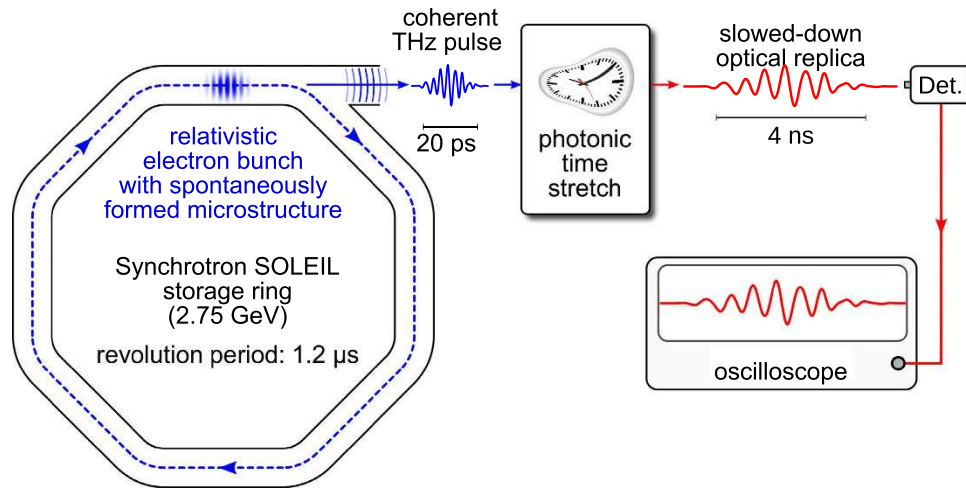 coherent
THz pulse
20 ps
photonic
time
stretch
slowed-down
optical replica
4 ns
Det.
relativistic
electron bunch
with spontaneously
formed microstructure
Synchrotron SOLEIL
storage ring
(2.75 GeV)
revolution period: 1.2 µs
oscilloscope